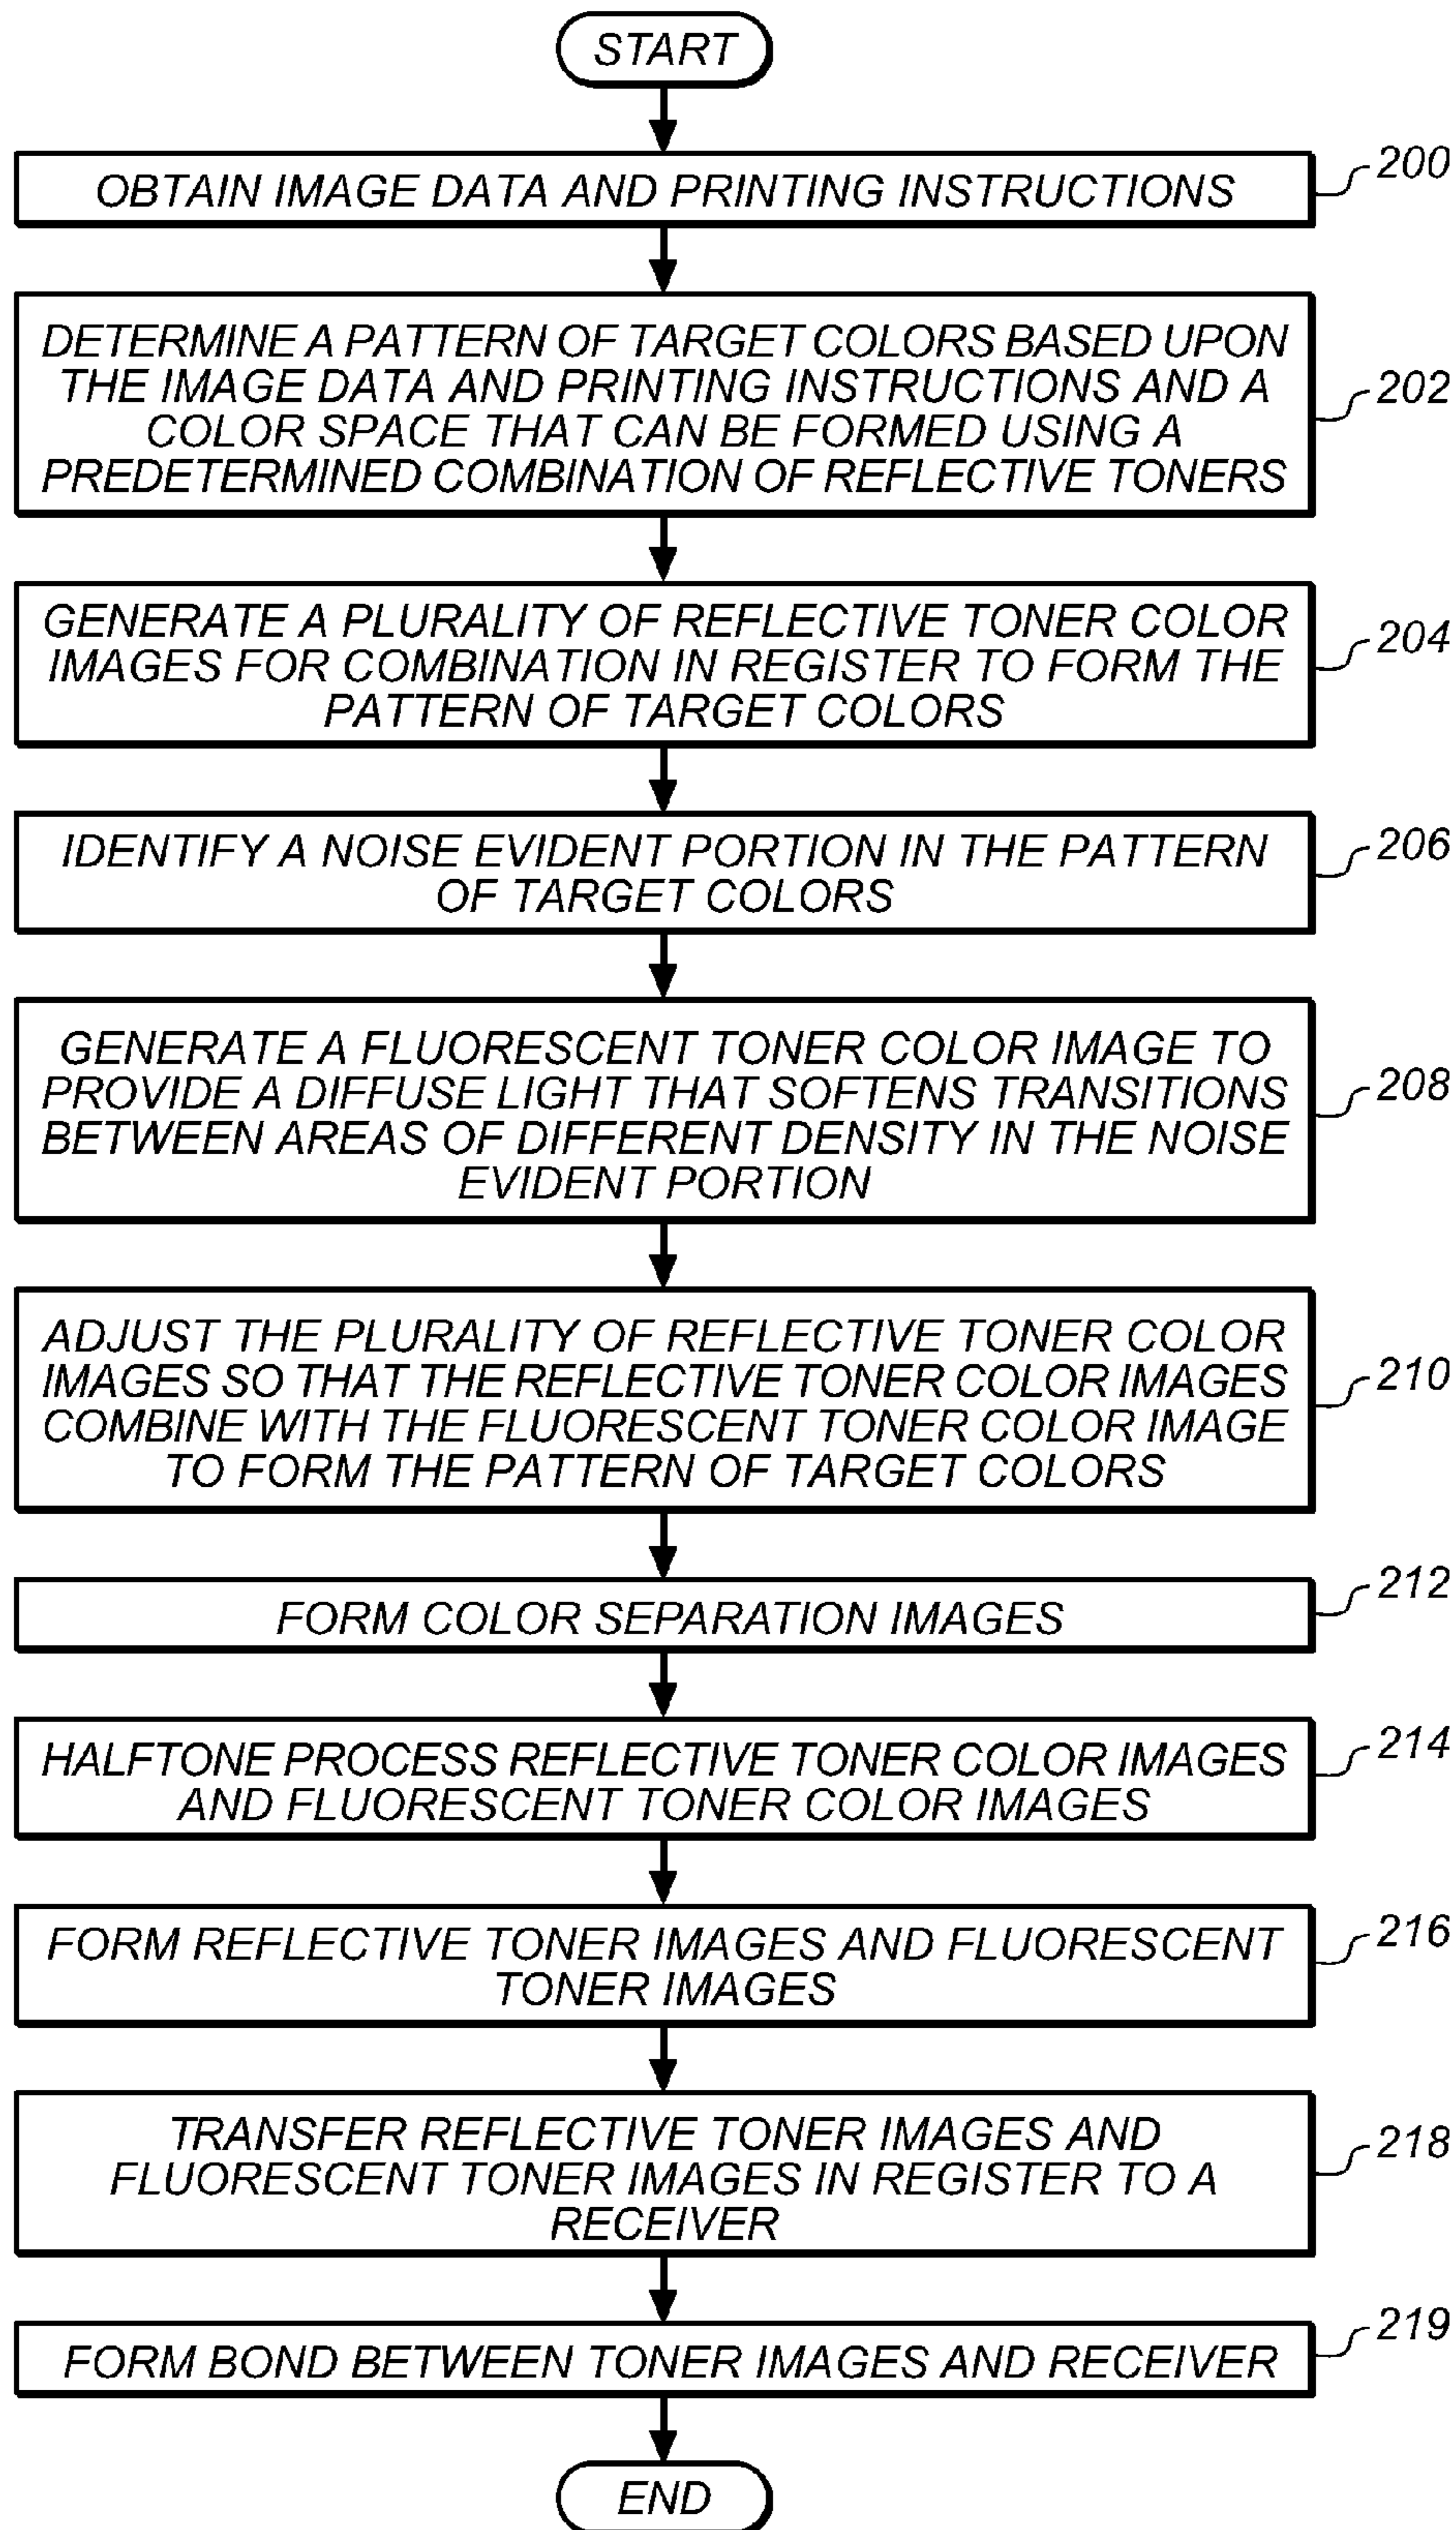 START
OBTAIN IMAGE DATA AND PRINTING INSTRUCTIONS
200
DETERMINE A PATTERN OF TARGET COLORS BASED UPON
THE IMAGE DATA AND PRINTING INSTRUCTIONS AND A
COLOR SPACE THAT CAN BE FORMED USING A
PREDETERMINED COMBINATION OF REFLECTIVE TONERS
202
GENERATE A PLURALITY OF REFLECTIVE TONER COLOR
IMAGES FOR COMBINATION IN REGISTER TO FORM THE
PATTERN OF TARGET COLORS
204
IDENTIFY A NOISE EVIDENT PORTION IN THE PATTERN
OF TARGET COLORS
206
GENERATE A FLUORESCENT TONER COLOR IMAGE TO
PROVIDE A DIFFUSE LIGHT THAT SOFTENS TRANSITIONS
BETWEEN AREAS OF DIFFERENT DENSITY IN THE NOISE
EVIDENT PORTION
208
ADJUST THE PLURALITY OF REFLECTIVE TONER COLOR
IMAGES SO THAT THE REFLECTIVE TONER COLOR IMAGES
COMBINE WITH THE FLUORESCENT TONER COLOR IMAGE
TO FORM THE PATTERN OF TARGET COLORS
210
FORM COLOR SEPARATION IMAGES
212
HALFTONE PROCESS REFLECTIVE TONER COLOR IMAGES
AND FLUORESCENT TONER COLOR IMAGES
214
FORM REFLECTIVE TONER IMAGES AND FLUORESCENT
TONER IMAGES
216
TRANSFER REFLECTIVE TONER IMAGES AND
FLUORESCENT TONER IMAGES IN REGISTER TO A
RECEIVER
218
FORM BOND BETWEEN TONER IMAGES AND RECEIVER
219
END